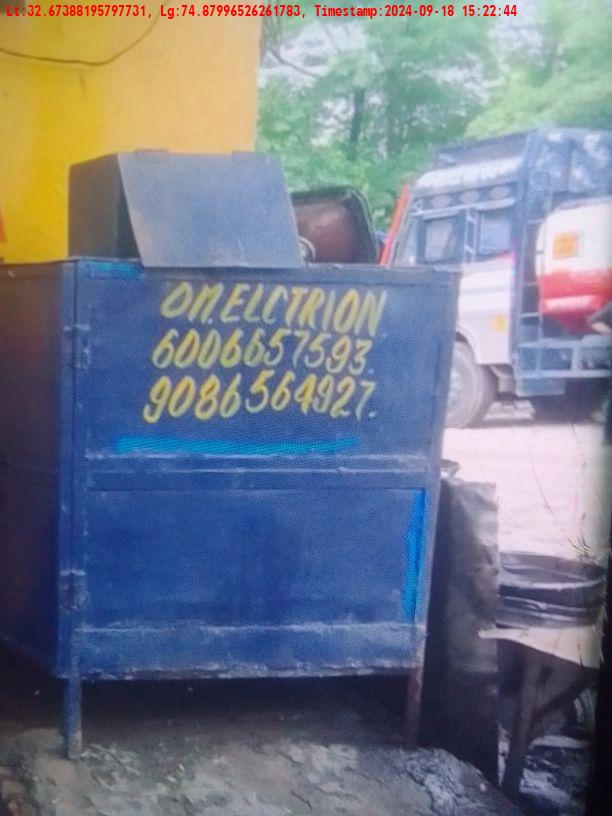 Lt:32.67388195797731, Lg:74.87996526261783, Timestamp:2024-09-18 15:22:44
OM.ELCTRION
6006657593.
9086564927.